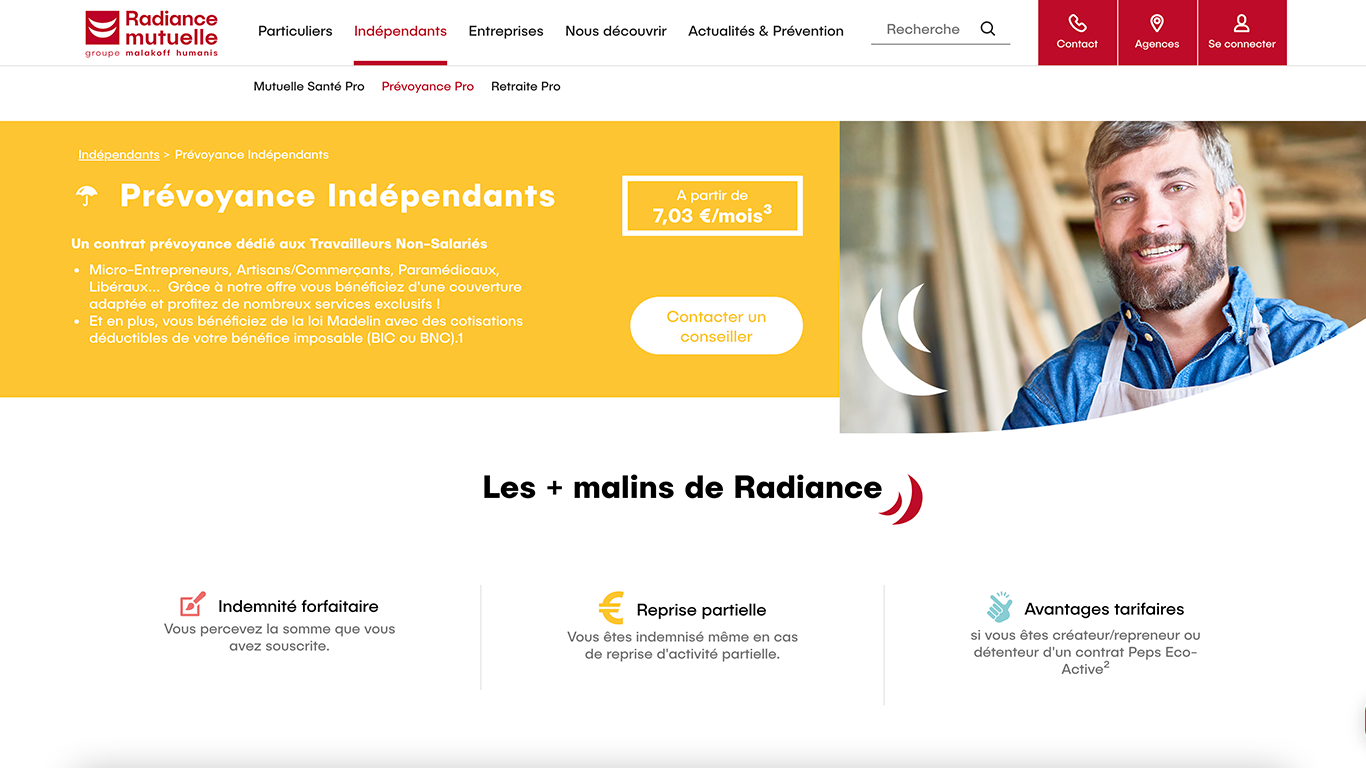 Radiance
mutuelle
groupe malakoff humanis
Particuliers
Indépendants
Entreprises
Nous découvrir
Actualités & Prévention
Recherche
Contact
Agences
Se connecter
Mutuelle Santé Pro
Prévoyance Pro
Retraite Pro
Indépendants > Prévoyance Indépendants
Prévoyance Indépendants
Un contrat prévoyance dédié aux Travailleurs Non-Salariés
• Micro-Entrepreneurs, Artisans/Commerçants, Paramédicaux,
Libéraux... Grâce à notre offre vous bénéficiez d'une couverture
adaptée et profitez de nombreux services exclusifs !
• Et en plus, vous bénéficiez de la loi Madelin avec des cotisations
déductibles de votre bénéfice imposable (BIC ou BNC).1
A partir de
7,03 €/mois³
Contacter un
conseiller
Les + malins de Radiance
Indemnité forfaitaire
Vous percevez la somme que vous
avez souscrite.
Reprise partielle
Vous êtes indemnisé même en cas
de reprise d'activité partielle.
Avantages tarifaires
si vous êtes créateur/repreneur ou
détenteur d'un contrat Peps Eco-
Active²